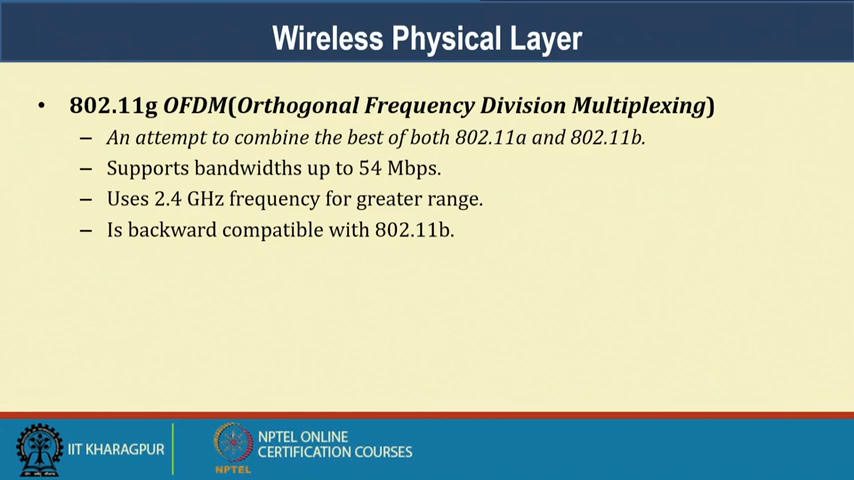 Wireless Physical Layer
• 802.11g OFDM(Orthogonal Frequency Division Multiplexing)
– An attempt to combine the best of both 802.11a and 802.11b.
– Supports bandwidths up to 54 Mbps.
– Uses 2.4 GHz frequency for greater range.
– Is backward compatible with 802.11b.
IIT KHARAGPUR
NPTEL
NPTEL ONLINE
CERTIFICATION COURSES